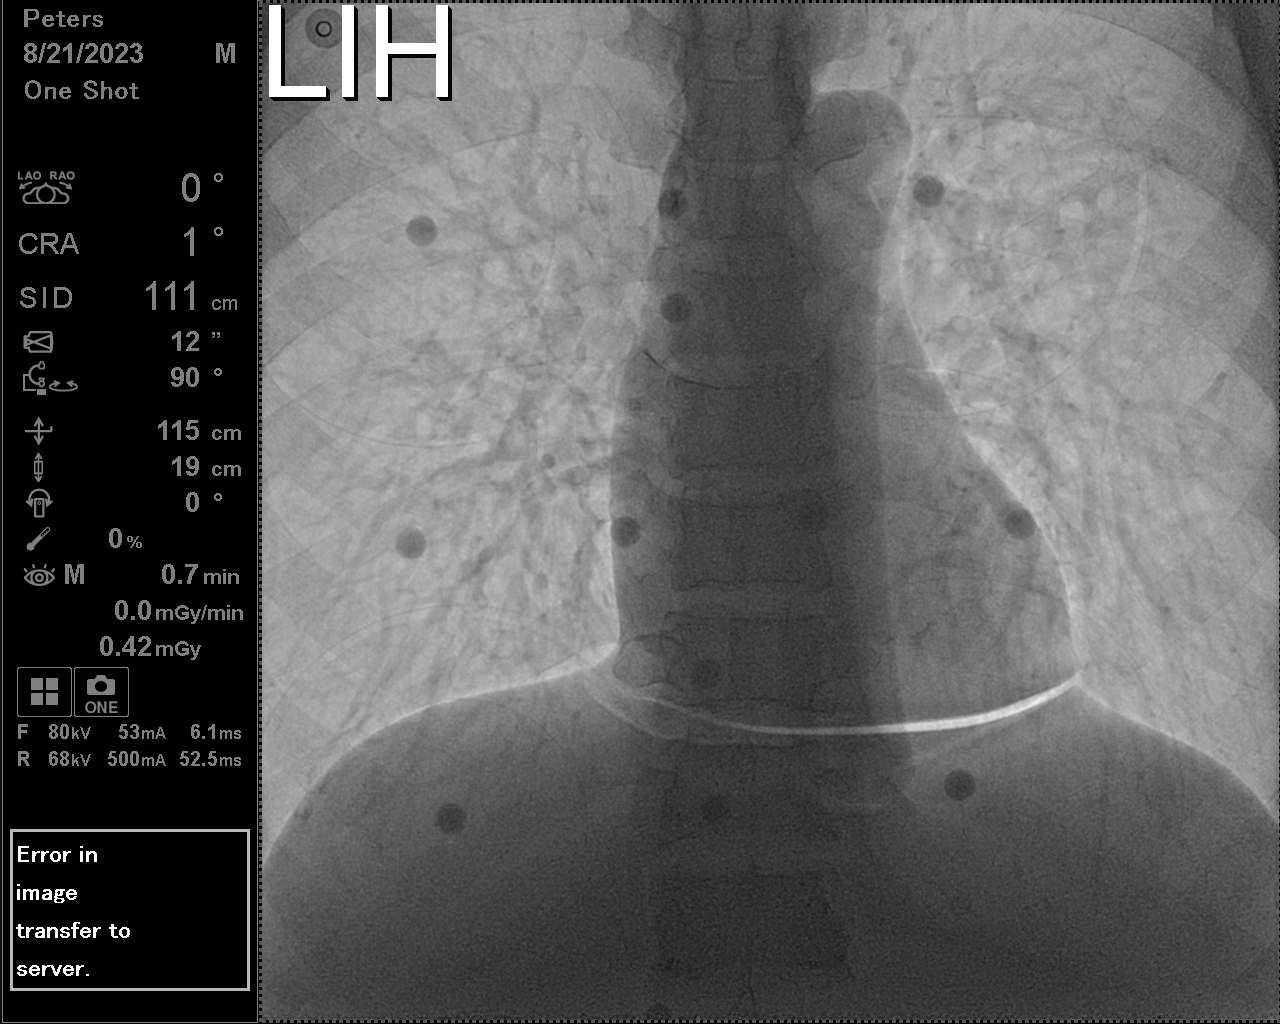 Peters
8/21/2023 M
One Shot
LIH
LAO RAO
0 °
CRA 1 °
SID 111 cm
12 ”
90 °
115 cm
19 cm
0 °
0 %
M 0.7 min
0.0 mGy/min
0.42 mGy
ONE
F 80kV 53mA 6.1ms
R 68kV 500mA 52.5ms
Error in
image
transfer to
server.